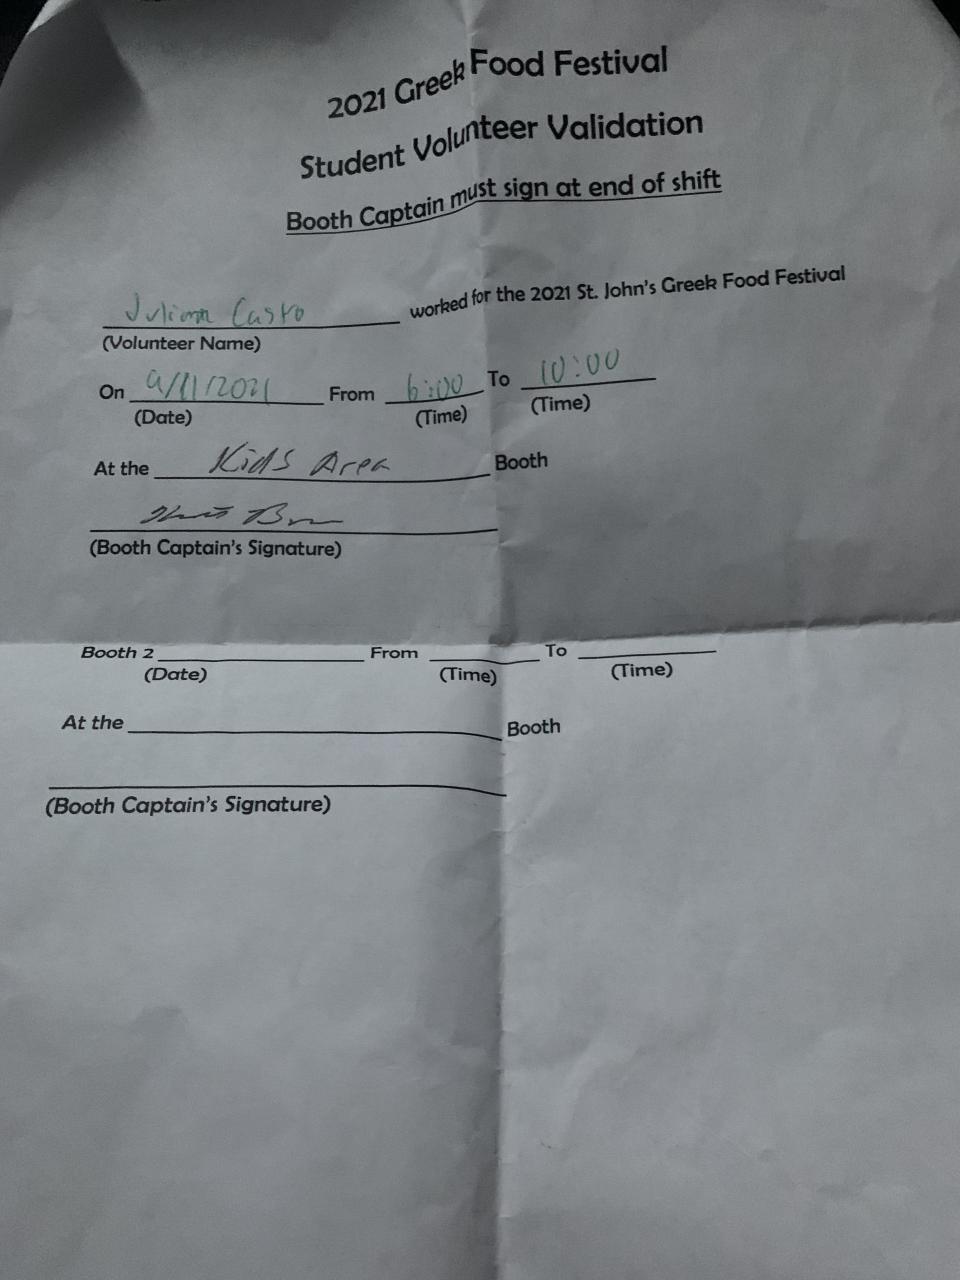 2021 Greek Food Festival
Student Volunteer Validation
Booth Captain must sign at end of shift
Casto worked for the 2021 St. John's Greek Food Festival
(Volunteer Name)
On 9/11/2021 From 6:00 To 10:00
(Date) (Time) (Time)
At the Kids Area Booth
(Booth Captain's Signature)
Booth 2 From To
(Date) (Time) (Time)
At the Booth
(Booth Captain's Signature)